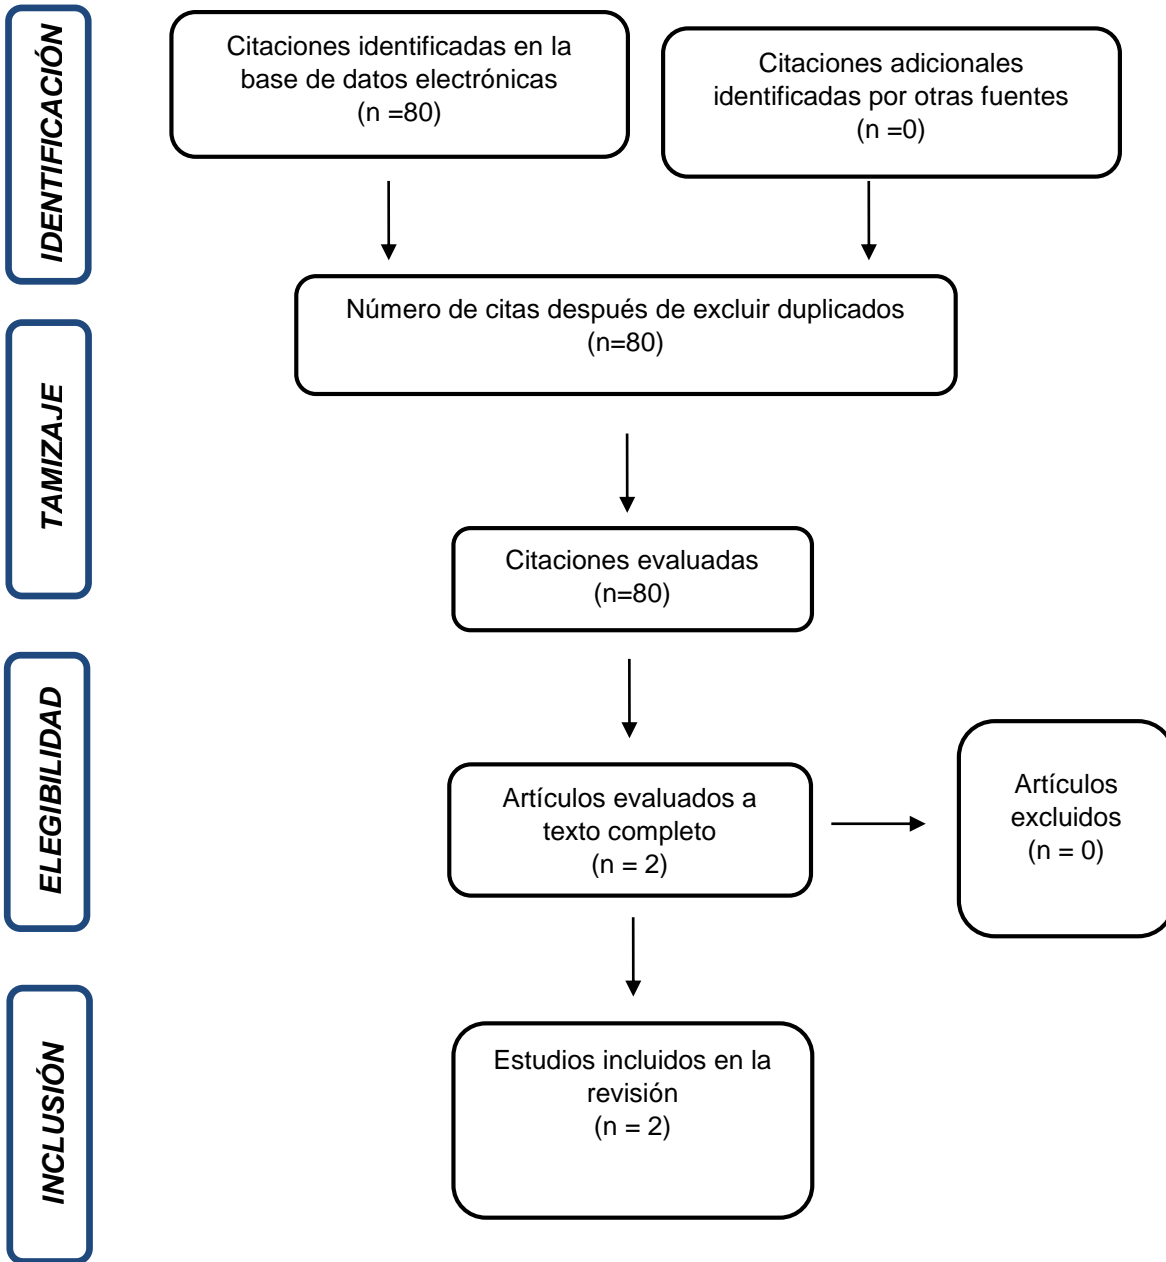 IDENTIFICACIÓN
Citaciones identificadas en la
base de datos electrónicas
(n =80)
Citaciones adicionales
identificadas por otras fuentes
(n =0)
Número de citas después de excluir duplicados
(n=80)
TAMIZAJE
Citaciones evaluadas
(n=80)
ELEGIBILIDAD
Artículos evaluados a
texto completo
(n = 2)
Artículos
excluidos
(n = 0)
INCLUSIÓN
Estudios incluidos en la
revisión
(n = 2)